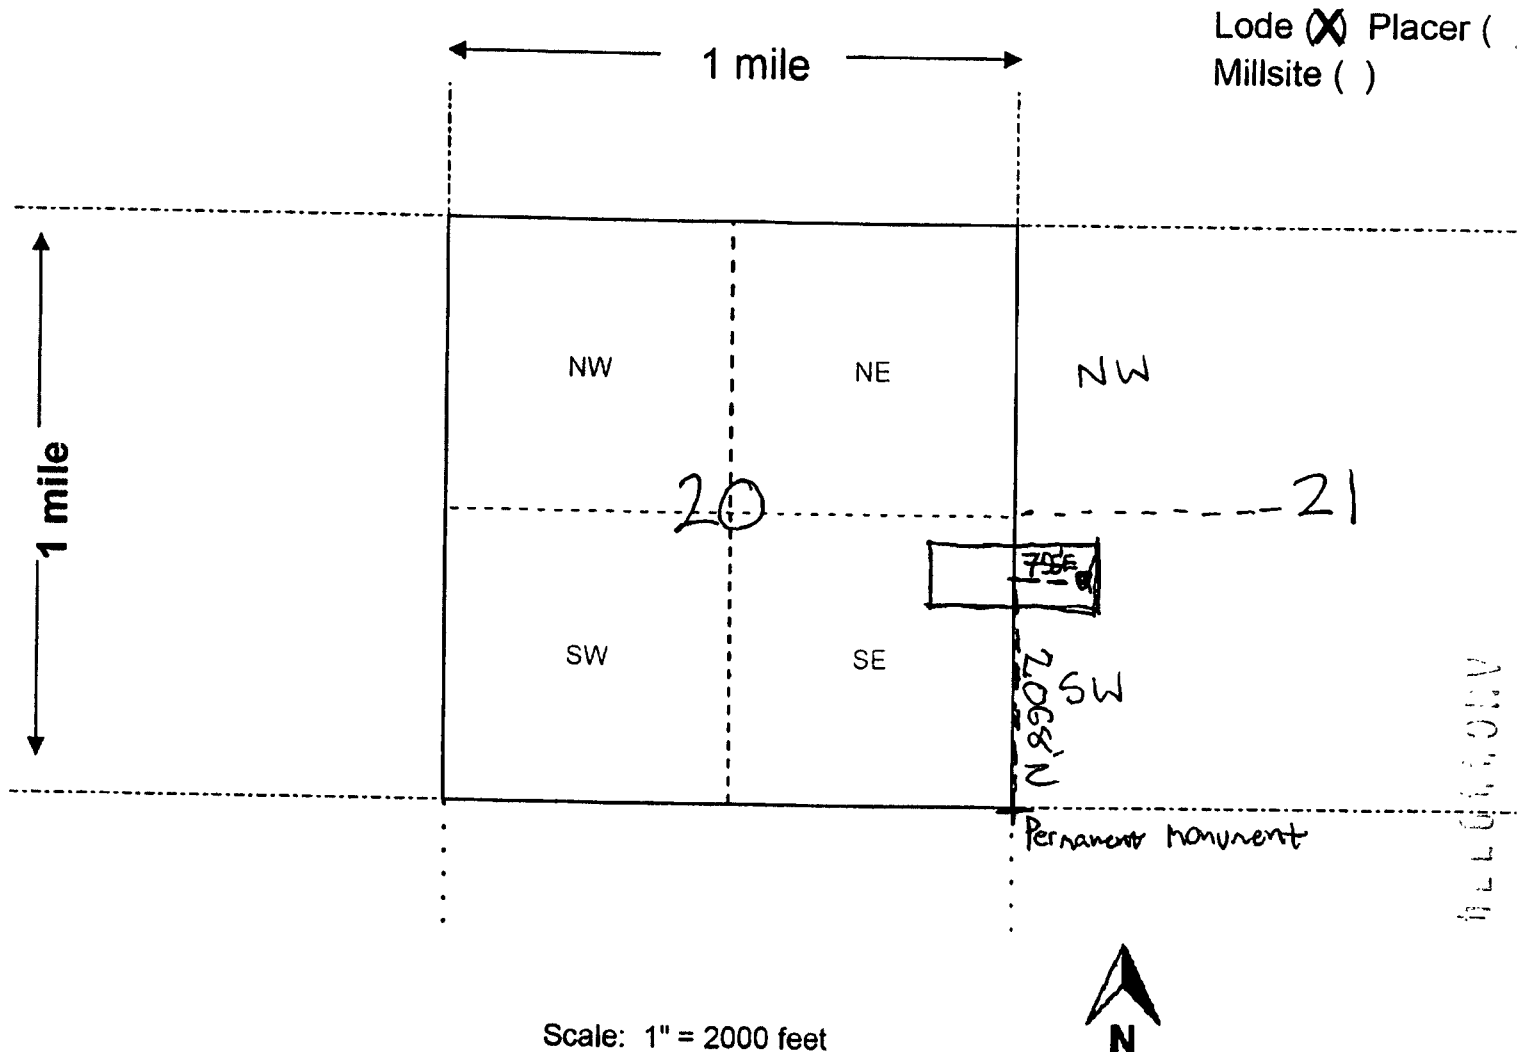 Lode (X) Placer (
Millsite ( )
1 mile
1 mile
NW
NE
NW
20
21
SW
SE
SW
2068'N
Permanent monument
Scale: 1" = 2000 feet
N